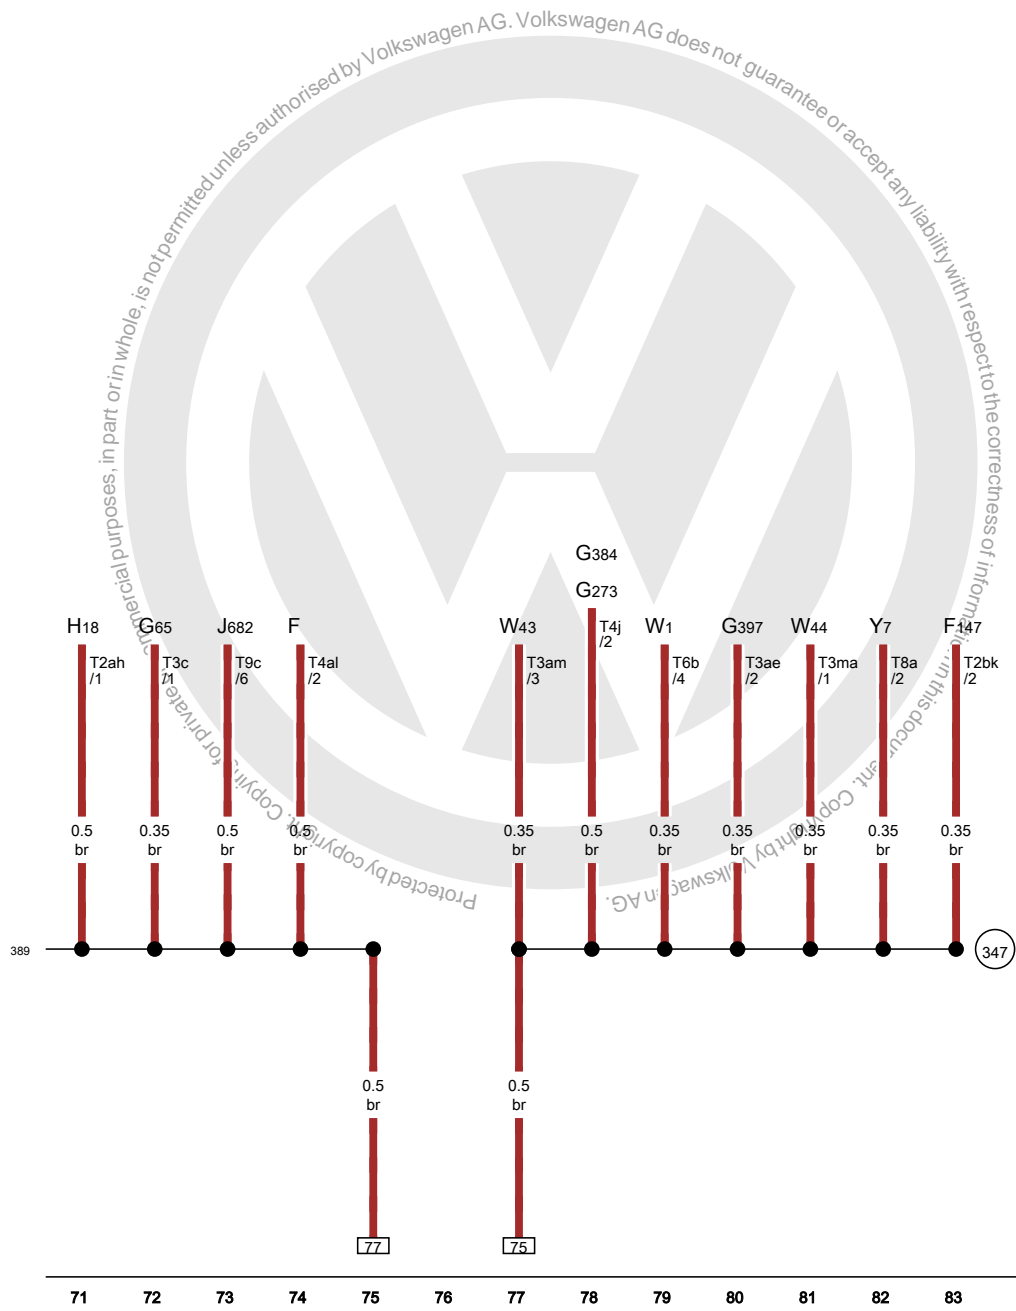 Protected by copyright. Copying for private or commercial purposes, in part or in whole, is not permitted unless authorised by Volkswagen AG. Volkswagen AG does not guarantee or accept any liability with respect to the correctness of information in this document. Copyright by Volkswagen AG.
G384
G273
H18 G65 J682 F W43 T4j /2 W1 G397 W44 Y7 F147
T2ah T3c T9c T4al T3am T6b T3ae T3ma T8a T2bk
/1 /1 /6 /2 /3 /4 /2 /1 /2 /2
0.5 0.35 0.5 0.5 0.35 0.5 0.35 0.35 0.35 0.35 0.35
br br br br br br br br br br br
389 347
0.5 0.5
br br
77 75
71 72 73 74 75 76 77 78 79 80 81 82 83